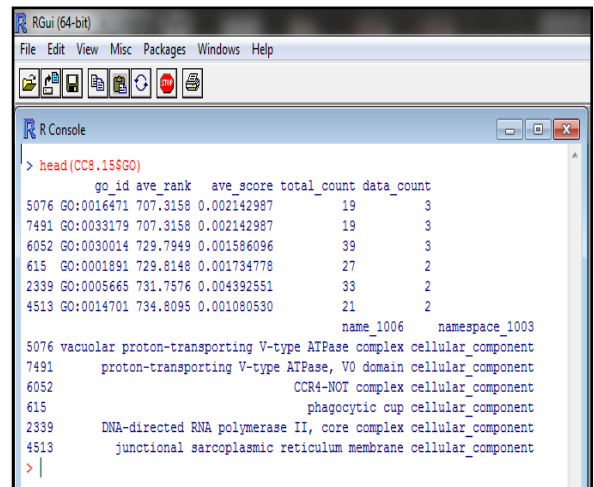 RGui (64-bit)
File Edit View Misc Packages Windows Help
STOP
R Console
> head(CC8.15$GO)
go_id ave_rank ave_score total_count data_count
5076 GO:0016471 707.3158 0.002142987 19 3
7491 GO:0033179 707.3158 0.002142987 19 3
6052 GO:0030014 729.7949 0.001586096 39 3
615 GO:0001891 729.8148 0.001734778 27 2
2339 GO:0005665 731.7576 0.004392551 33 2
4513 GO:0014701 734.8095 0.001080530 21 2
name_1006 namespace_1003
5076 vacuolar proton-transporting V-type ATPase complex cellular_component
7491 proton-transporting V-type ATPase, V0 domain cellular_component
6052 CCR4-NOT complex cellular_component
615 phagocytic cup cellular_component
2339 DNA-directed RNA polymerase II, core complex cellular_component
4513 junctional sarcoplasmic reticulum membrane cellular_component
>